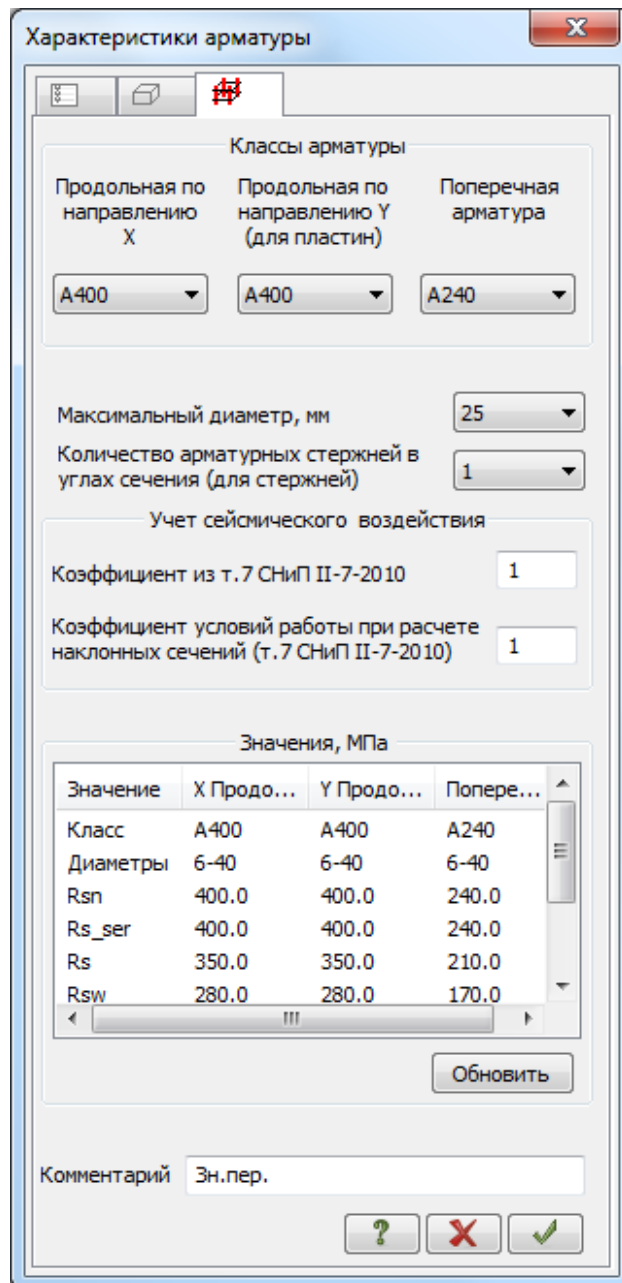 Характеристики арматуры
Классы арматуры
Продольная по направлению X
Продольная по направлению Y (для пластин)
Поперечная арматура
A400 A400 A240
Максимальный диаметр, мм 25
Количество арматурных стержней в
углах сечения (для стержней) 1
Учет сейсмического воздействия
Коэффициент из т.7 СНиП II-7-2010 1
Коэффициент условий работы при расчете
наклонных сечений (т.7 СНиП II-7-2010) 1
Значения, МПа
Значение X Продо... Y Продо... Попере...
Класс A400 A400 A240
Диаметры 6-40 6-40 6-40
Rsn 400.0 400.0 240.0
Rs_ser 400.0 400.0 240.0
Rs 350.0 350.0 210.0
Rsw 280.0 280.0 170.0
Обновить
Комментарий Зн.пер.